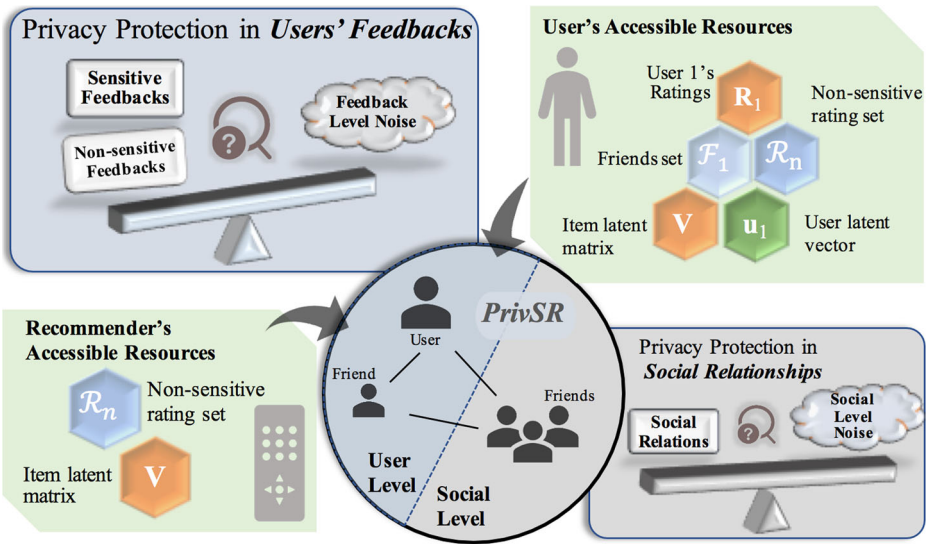 Privacy Protection in Users' Feedbacks
Sensitive
Feedbacks
Non-sensitive
Feedbacks
?
Feedback
Level Noise
User's Accessible Resources
User 1's
Ratings
R₁
Non-sensitive
rating set
Friends set
ℱ₁
ℛₙ
Item latent
matrix
V
u₁
User latent
vector
Recommender's
Accessible Resources
ℛₙ
Non-sensitive
rating set
Item latent
matrix
V
PrivSR
User
Friend
Friends
User
Level
Social
Level
Privacy Protection in
Social Relationships
Social
Relations
?
Social
Level
Noise